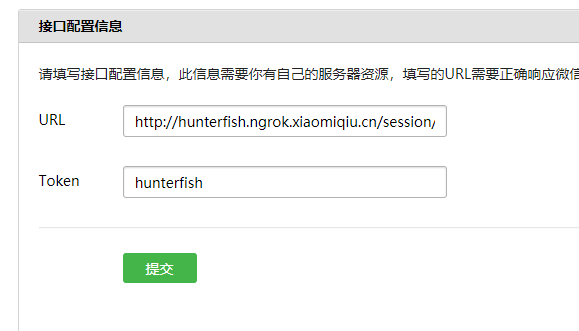 接口配置信息
请填写接口配置信息，此信息需要你有自己的服务器资源，填写的URL需要正确响应微信
URL
http://hunterfish.ngrok.xiaomiqiu.cn/session/
Token
hunterfish
提交